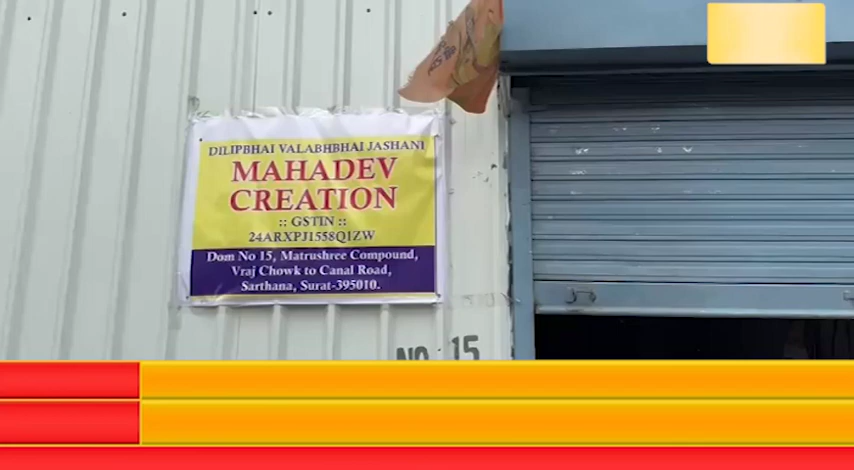 DILIPBHAI VALABHBHAI JASHANI
MAHADEV
CREATION
:: GSTIN ::
24ARXPJ1558Q1ZW
Dom No 15, Matrushree Compound,
Vraj Chowk to Canal Road,
Sarthana, Surat-395010.
NO 15